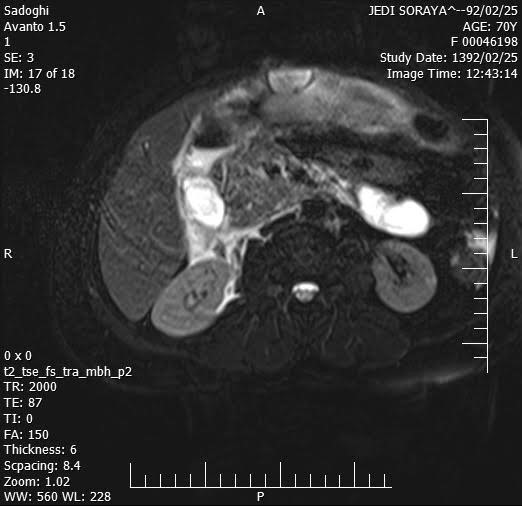 Sadoghi
Avanto 1.5
1
SE: 3
IM: 17 of 18
-130.8
A
JEDI SORAYA^--92/02/25
AGE: 70Y
F 00046198
Study Date: 1392/02/25
Image Time: 12:43:14
R
L
0 x 0
t2_tse_fs_tra_mbh_p2
TR: 2000
TE: 87
TI: 0
FA: 150
Thickness: 6
Scpacing: 8.4
Zoom: 1.02
WW: 560 WL: 228
P